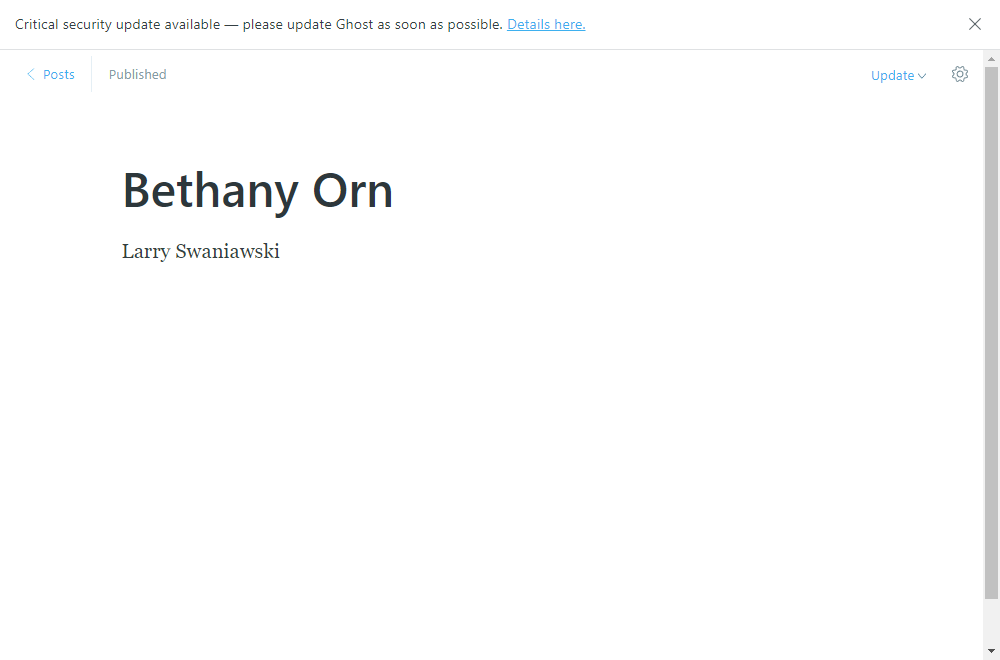 Critical security update available — please update Ghost as soon as possible. Details here.
Posts
Published
Update
Bethany Orn
Larry Swaniawski